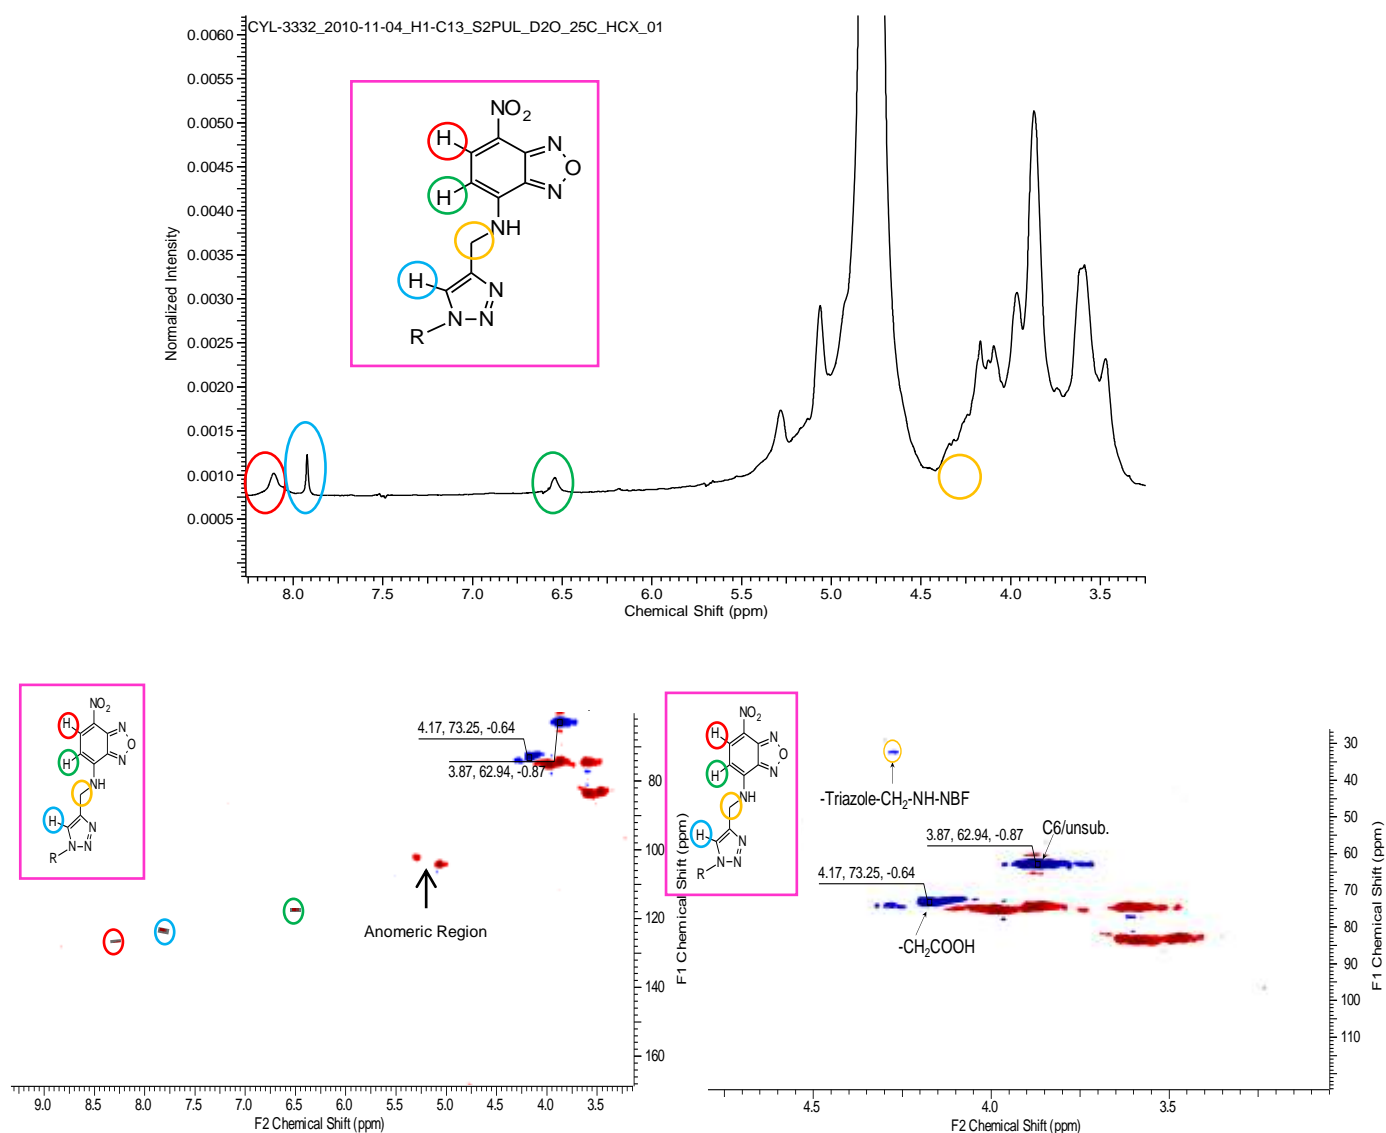 CYL-3332_2010-11-04_H1-C13_S2PUL_D2O_25C_HCX_01
0.0060
0.0055
0.0050
0.0045
0.0040
0.0035
0.0030
0.0025
0.0020
0.0015
0.0010
0.0005
Normalized Intensity
NO2
H
N
O
H
N
NH
H
N
N
N
R
8.0 7.5 7.0 6.5 6.0 5.5 5.0 4.5 4.0 3.5
Chemical Shift (ppm)
NO2
H
N
O
H
N
NH
H
N
N
N
R
4.17, 73.25, -0.64
3.87, 62.94, -0.87
Anomeric Region
80
100
120
140
160
F1 Chemical Shift (ppm)
9.0 8.5 8.0 7.5 7.0 6.5 6.0 5.5 5.0 4.5 4.0 3.5
F2 Chemical Shift (ppm)
NO2
H
N
O
H
N
NH
H
N
N
N
R
-Triazole-CH2-NH-NBF
3.87, 62.94, -0.87
C6/unsub.
4.17, 73.25, -0.64
-CH2COOH
30
40
50
60
70
80
90
100
110
F1 Chemical Shift (ppm)
4.5 4.0 3.5
F2 Chemical Shift (ppm)